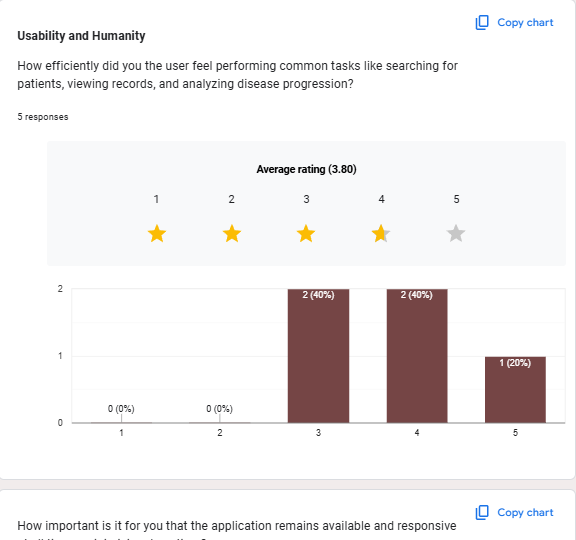 Copy chart
Usability and Humanity
How efficiently did you the user feel performing common tasks like searching for
patients, viewing records, and analyzing disease progression?
5 responses
Average rating (3.80)
1 2 3 4 5
2
2 (40%) 2 (40%)
1
1 (20%)
0 (0%) 0 (0%)
0
1 2 3 4 5
Copy chart
How important is it for you that the application remains available and responsive